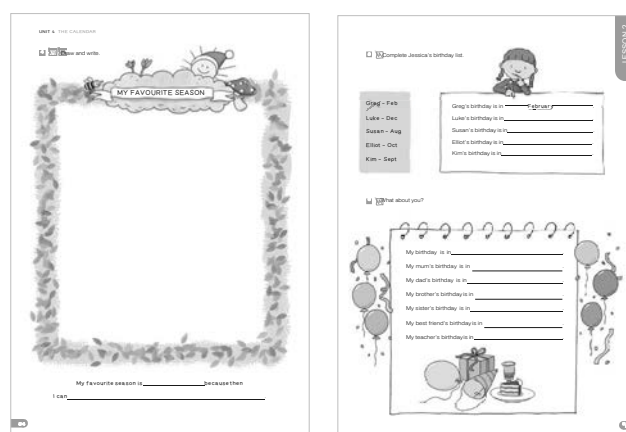 UNIT 4 THE CALENDAR
Draw and write.
MY FAVOURITE SEASON
My favourite season is because then
I can
LESSON 2
Complete Jessica's birthday list.
Greg – Feb
Luke – Dec
Susan – Aug
Elliot – Oct
Kim – Sept
Greg's birthday is in February
Luke's birthday is in
Susan's birthday is in
Elliot's birthday is in
Kim's birthday is in
What about you?
My birthday is in
My mum's birthday is in
My dad's birthday is in
My brother's birthday is in
My sister's birthday is in
My best friend's birthday is in
My teacher's birthday is in